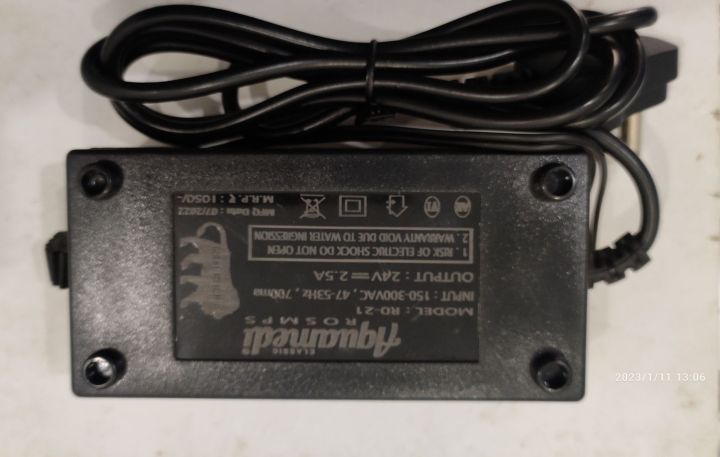 CLASSIC
Aquamedi®
RO SMPS
MODEL : RO-21
INPUT : 150-300VAC , 47-53Hz , 700ma
OUTPUT : 24V⎓2.5A
1 . RISK OF ELECTRIC SHOCK DO NOT OPEN
2 . WARRANTY VOID DUE TO WATER INGRESSION
MFG Date : 07/2022
M.R.P. ₹ : 1050/-
2023/1/11 13:06